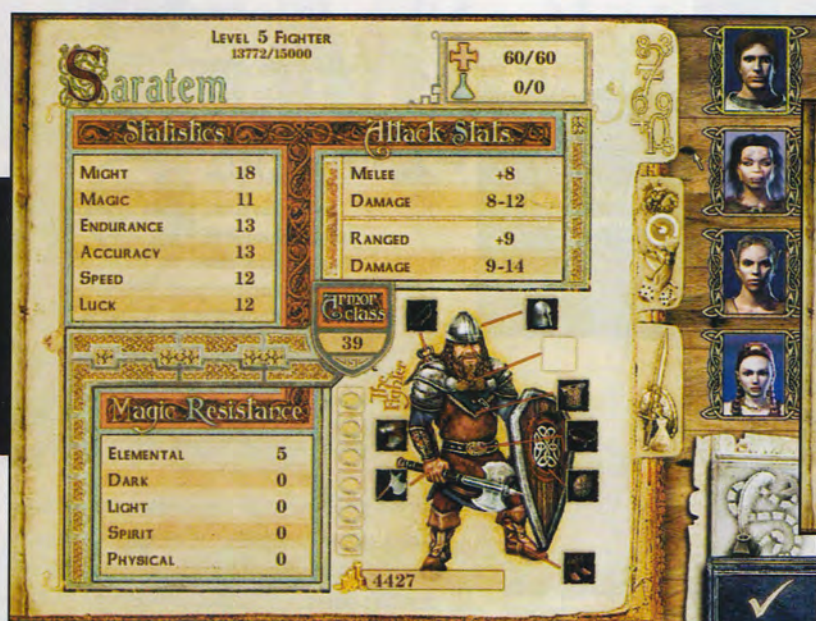 LEVEL 5 FIGHTER
13772/15000
Saratem
60/60
0/0
Statistics
MIGHT 18
MAGIC 11
ENDURANCE 13
ACCURACY 13
SPEED 12
LUCK 12
Attack Stats.
MELEE +8
DAMAGE 8-12
RANGED +9
DAMAGE 9-14
Armor
class
39
The
Fighter
Magic Resistance
ELEMENTAL 5
DARK 0
LIGHT 0
SPIRIT 0
PHYSICAL 0
4427